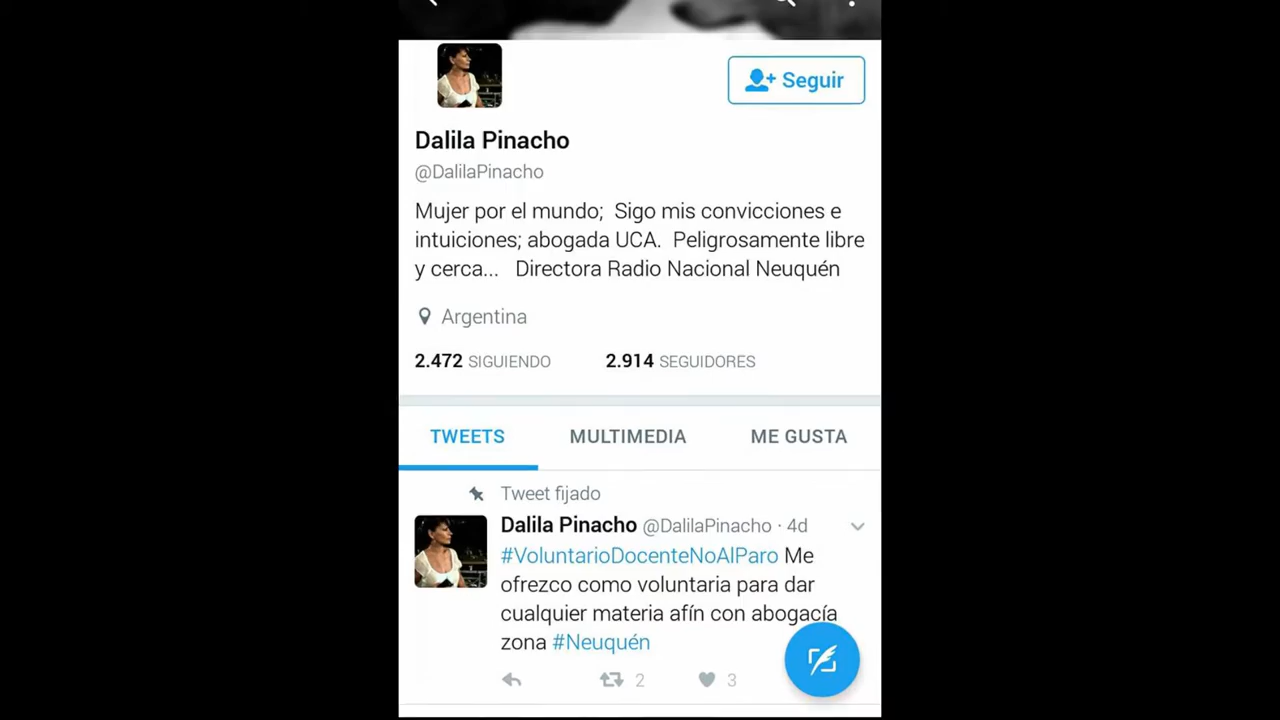 Seguir
Dalila Pinacho
@DalilaPinacho
Mujer por el mundo; Sigo mis convicciones e
intuiciones; abogada UCA. Peligrosamente libre
y cerca... Directora Radio Nacional Neuquén
Argentina
2.472 SIGUIENDO 2.914 SEGUIDORES
TWEETS MULTIMEDIA ME GUSTA
Tweet fijado
Dalila Pinacho @DalilaPinacho · 4d
#VoluntarioDocenteNoAlParo Me
ofrezco como voluntaria para dar
cualquier materia afín con abogacía
zona #Neuquén
2 3